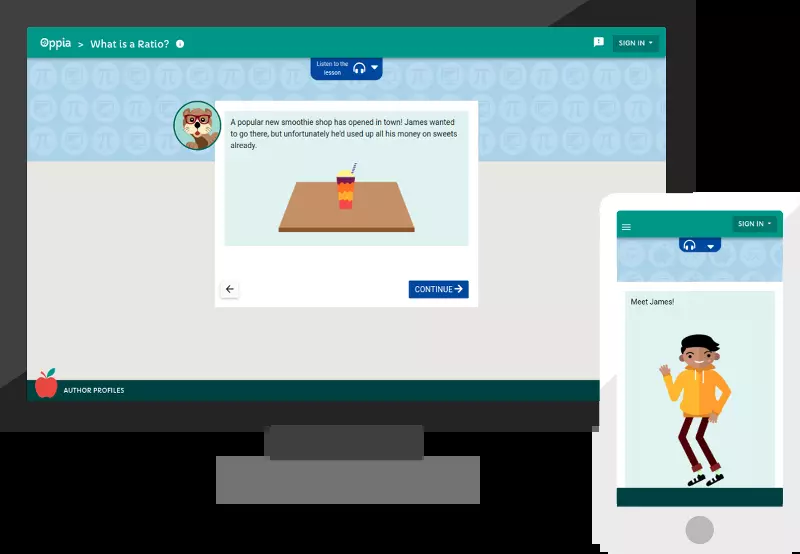 Oppia > What is a Ratio?
SIGN IN
Listen to the
lesson
A popular new smoothie shop has opened in town! James wanted
to go there, but unfortunately he'd used up all his money on sweets
already.
CONTINUE
AUTHOR PROFILES
SIGN IN
Meet James!